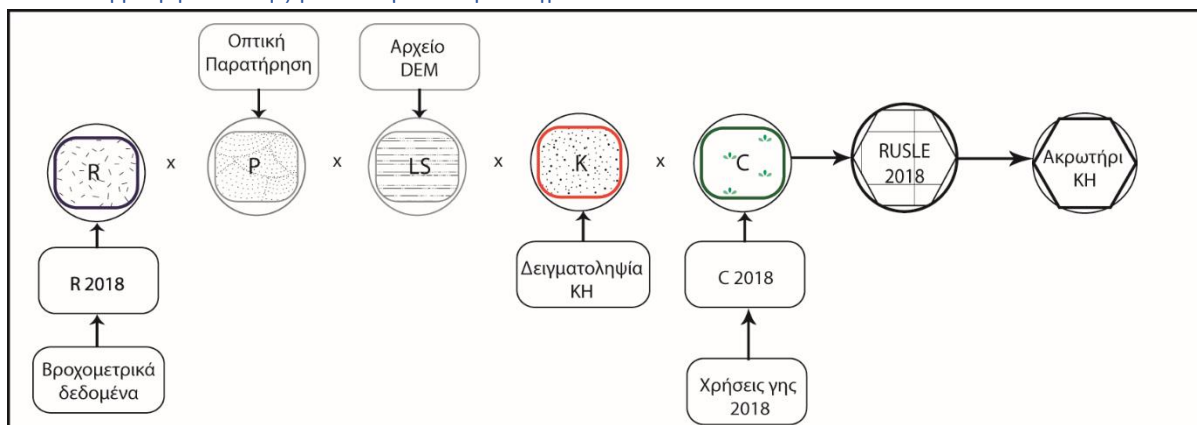 Οπτική
Παρατήρηση
Αρχείο
DEM
R x P x LS x K x C
RUSLE
2018
Ακρωτήρι
ΚΗ
R 2018
Δειγματοληψία
ΚΗ
C 2018
Βροχομετρικά
δεδομένα
Χρήσεις γης
2018